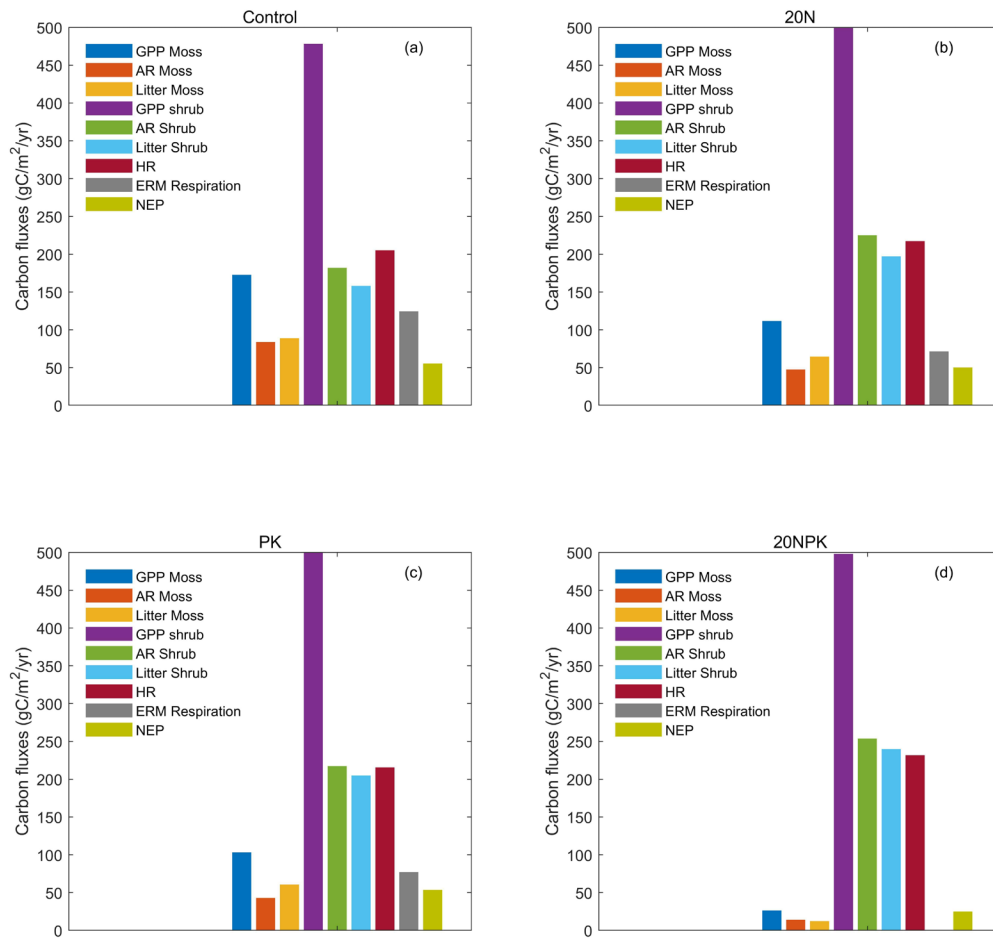 Control
Carbon fluxes (gC/m²/yr)
500
450
400
350
300
250
200
150
100
50
0
(a)
GPP Moss
AR Moss
Litter Moss
GPP shrub
AR Shrub
Litter Shrub
HR
ERM Respiration
NEP
20N
Carbon fluxes (gC/m²/yr)
500
450
400
350
300
250
200
150
100
50
0
(b)
GPP Moss
AR Moss
Litter Moss
GPP shrub
AR Shrub
Litter Shrub
HR
ERM Respiration
NEP
PK
Carbon fluxes (gC/m²/yr)
500
450
400
350
300
250
200
150
100
50
0
(c)
GPP Moss
AR Moss
Litter Moss
GPP shrub
AR Shrub
Litter Shrub
HR
ERM Respiration
NEP
20NPK
Carbon fluxes (gC/m²/yr)
500
450
400
350
300
250
200
150
100
50
0
(d)
GPP Moss
AR Moss
Litter Moss
GPP shrub
AR Shrub
Litter Shrub
HR
ERM Respiration
NEP